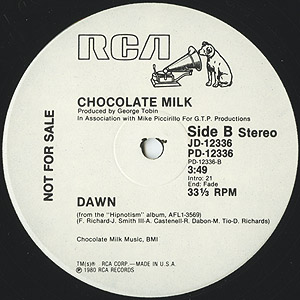 RCA
CHOCOLATE MILK
Produced by George Tobin
In Association with Mike Piccirillo For G.T.P. Productions
NOT FOR SALE
Side B Stereo
JD-12336
PD-12336
PD-12336-B
3:49
Intro: 21
End: Fade
33⅓ RPM
DAWN
(from the "Hipnotism" album, AFL1-3569)
(F. Richard-J. Smith III-A. Castenell-R. Dabon-M. Tio-D. Richards)
Chocolate Milk Music, BMI
TM(s)® RCA CORP.—MADE IN U.S.A.
℗ 1980 RCA RECORDS